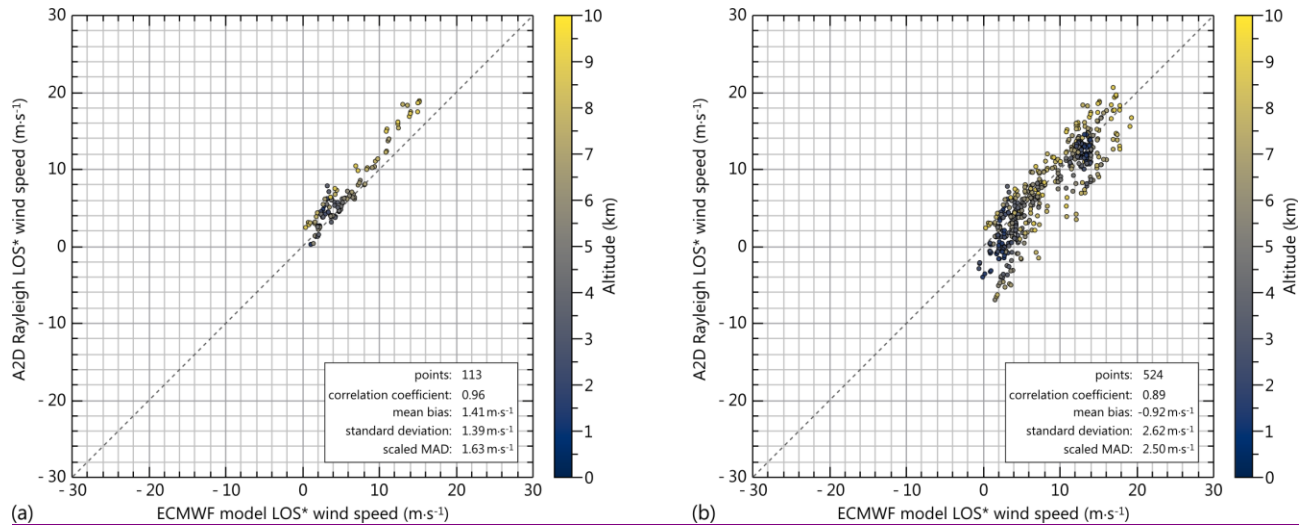 A2D Rayleigh LOS* wind speed (m·s⁻¹)
30
20
10
0
- 10
- 20
- 30
- 30
- 20
- 10
0
10
20
30
ECMWF model LOS* wind speed (m·s⁻¹)
points: 113
correlation coefficient: 0.96
mean bias: 1.41 m·s⁻¹
standard deviation: 1.39 m·s⁻¹
scaled MAD: 1.63 m·s⁻¹
10
9
8
7
6
5
4
3
2
1
0
Altitude (km)
(a)
A2D Rayleigh LOS* wind speed (m·s⁻¹)
30
20
10
0
- 10
- 20
- 30
- 30
- 20
- 10
0
10
20
30
ECMWF model LOS* wind speed (m·s⁻¹)
points: 524
correlation coefficient: 0.89
mean bias: -0.92 m·s⁻¹
standard deviation: 2.62 m·s⁻¹
scaled MAD: 2.50 m·s⁻¹
10
9
8
7
6
5
4
3
2
1
0
Altitude (km)
(b)